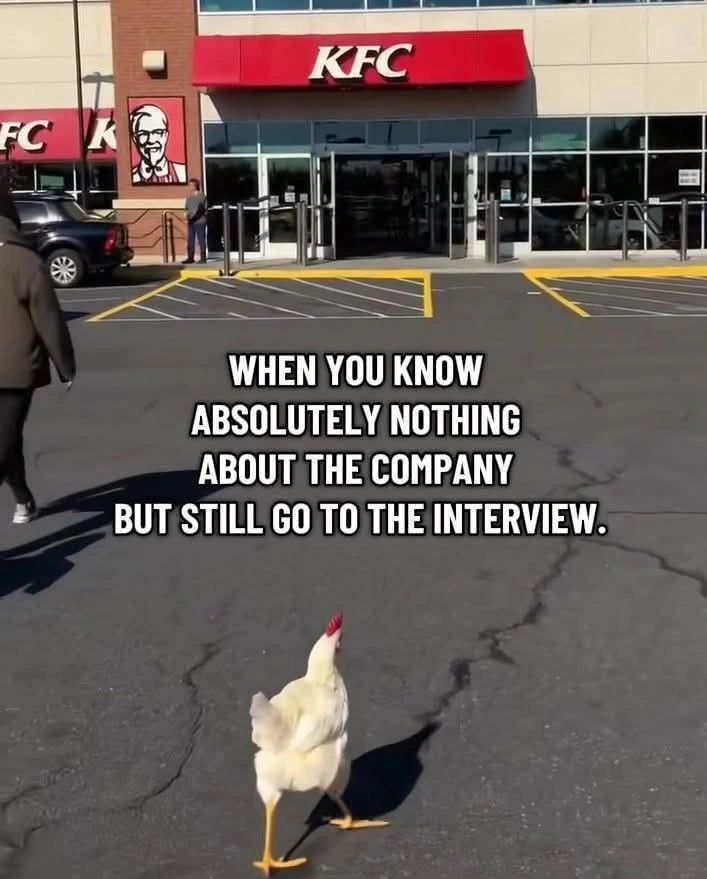 KFC
FC K
WHEN YOU KNOW
ABSOLUTELY NOTHING
ABOUT THE COMPANY
BUT STILL GO TO THE INTERVIEW.